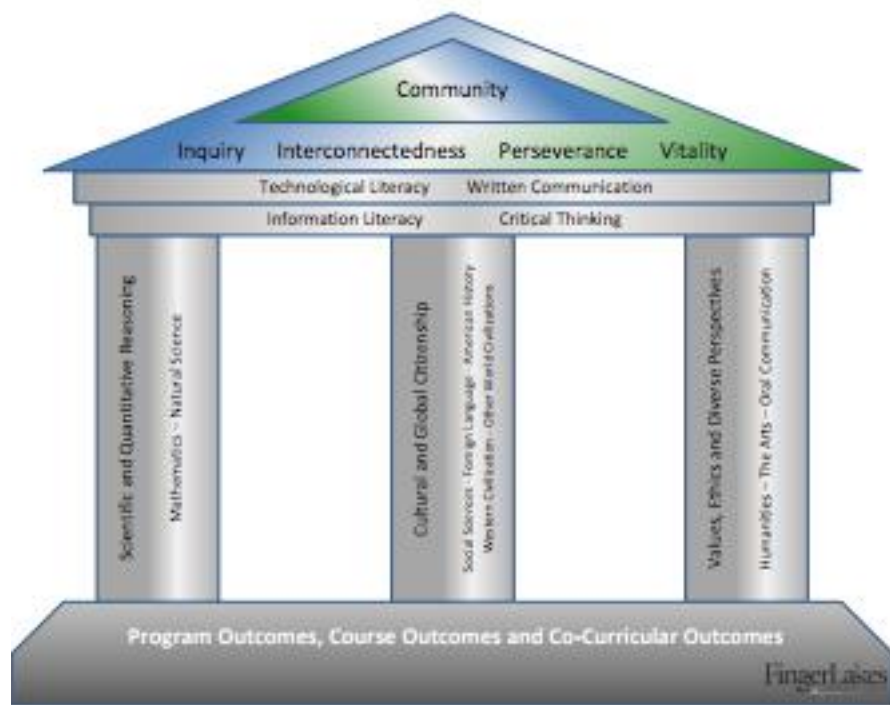 Community
Inquiry Interconnectedness Perseverance Vitality
Technological Literacy Written Communication
Information Literacy Critical Thinking
Scientific and Quantitative Reasoning
Mathematics – Natural Science
Cultural and Global Citizenship
Social Sciences - Foreign Language - American History
Western Civilization - Other World Civilizations
Values, Ethics and Diverse Perspectives
Humanities – The Arts – Oral Communication
Program Outcomes, Course Outcomes and Co-Curricular Outcomes
FingerLakes